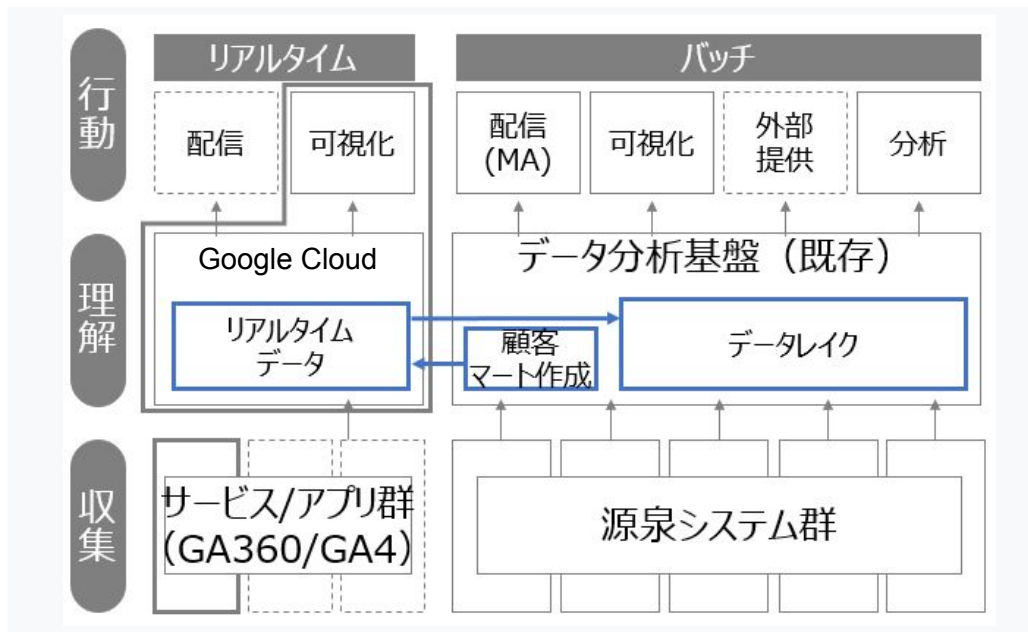 リアルタイム
バッチ
行動
配信
可視化
配信
(MA)
可視化
外部
提供
分析
理解
Google Cloud
データ分析基盤（既存）
リアルタイム
データ
顧客
マート作成
データレイク
収集
サービス/アプリ群
(GA360/GA4)
源泉システム群